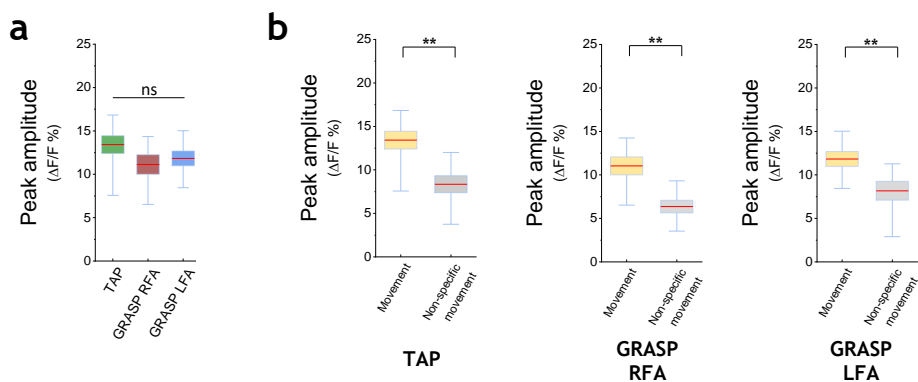 a
Peak amplitude
(ΔF/F %)
25
20
15
10
5
0
ns
TAP
GRASP RFA
GRASP LFA
b
Peak amplitude
(ΔF/F %)
25
20
15
10
5
0
**
Movement
Non-specific
movement
TAP
Peak amplitude
(ΔF/F %)
25
20
15
10
5
0
**
Movement
Non-specific
movement
GRASP
RFA
Peak amplitude
(ΔF/F %)
25
20
15
10
5
0
**
Movement
Non-specific
movement
GRASP
LFA